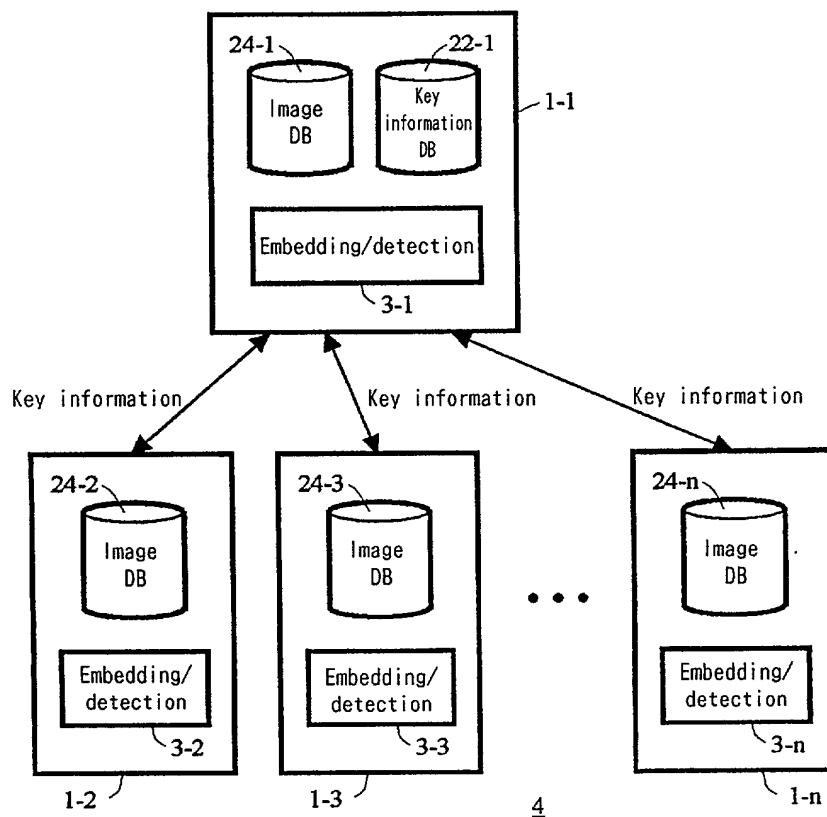 24-1
22-1
1-1
Image
DB
Key
information
DB
Embedding/detection
3-1
Key information
Key information
Key information
24-2
Image
DB
Embedding/
detection
3-2
1-2
24-3
Image
DB
Embedding/
detection
3-3
1-3
24-n
Image
DB
Embedding/
detection
3-n
1-n
4